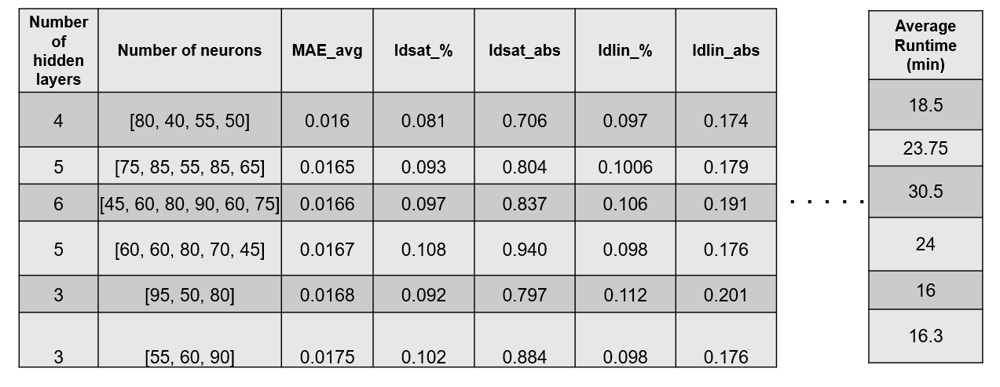 Number of hidden layers Number of neurons MAE_avg Idsat_% Idsat_abs Idlin_% Idlin_abs Average Runtime (min)
4 [80, 40, 55, 50] 0.016 0.081 0.706 0.097 0.174 18.5
5 [75, 85, 55, 85, 65] 0.0165 0.093 0.804 0.1006 0.179 23.75
6 [45, 60, 80, 90, 60, 75] 0.0166 0.097 0.837 0.106 0.191 . . . . . 30.5
5 [60, 60, 80, 70, 45] 0.0167 0.108 0.940 0.098 0.176 24
3 [95, 50, 80] 0.0168 0.092 0.797 0.112 0.201 16
3 [55, 60, 90] 0.0175 0.102 0.884 0.098 0.176 16.3